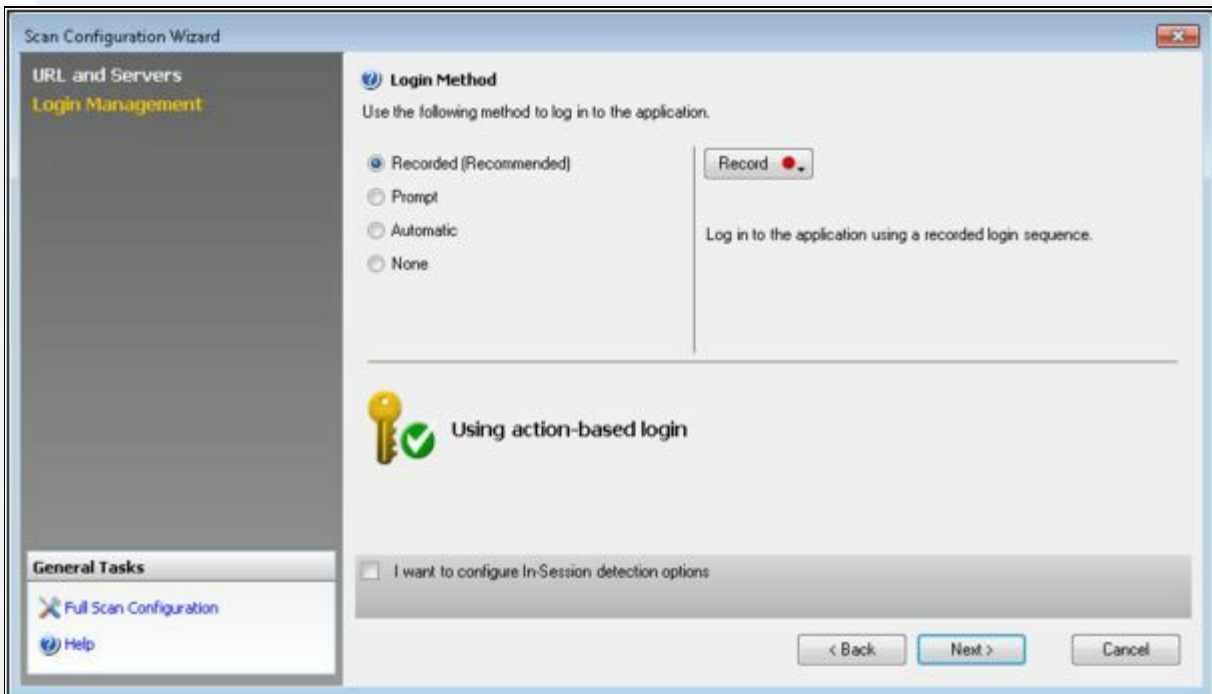 Scan Configuration Wizard
URL and Servers
Login Management
Login Method
Use the following method to log in to the application.
Recorded (Recommended)
Record
Prompt
Automatic
Log in to the application using a recorded login sequence.
None
Using action-based login
General Tasks
I want to configure In-Session detection options
Full Scan Configuration
Help
< Back
Next >
Cancel